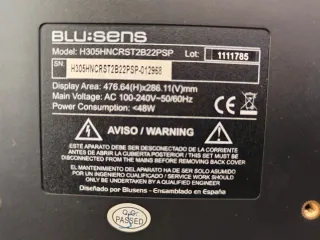 BLU:SENS
Model: H305HNCRST2B22PSP
Lot: 1111785
SN: H305HNCRST2B22PSP-012968
Display Area: 476.64(H)x286.11(V)mm
Main Voltage: AC 100-240V~50/60Hz
Power Consumption: <48W
AVISO / WARNING
ESTE APARATO DEBE SER DESCONECTADO DE LA RED ELÉCTRICA
ANTES DE ABRIR LA CUBIERTA POSTERIOR / THIS SET MUST BE
DISCONNECTED FROM THE MAINS BEFORE REMOVING BACK COVER
EL MANTENIMIENTO DEL APARATO HA DE SER SOLO ASUMIDO
POR UN INGENIERO CUALIFICADO / SERVICE WORK SHOULD
BE UNDERTAKEN ONLY BY A QUALIFIED ENGINEER
Diseñado por Blusens — Ensamblado en España
Q.C.
PASSED